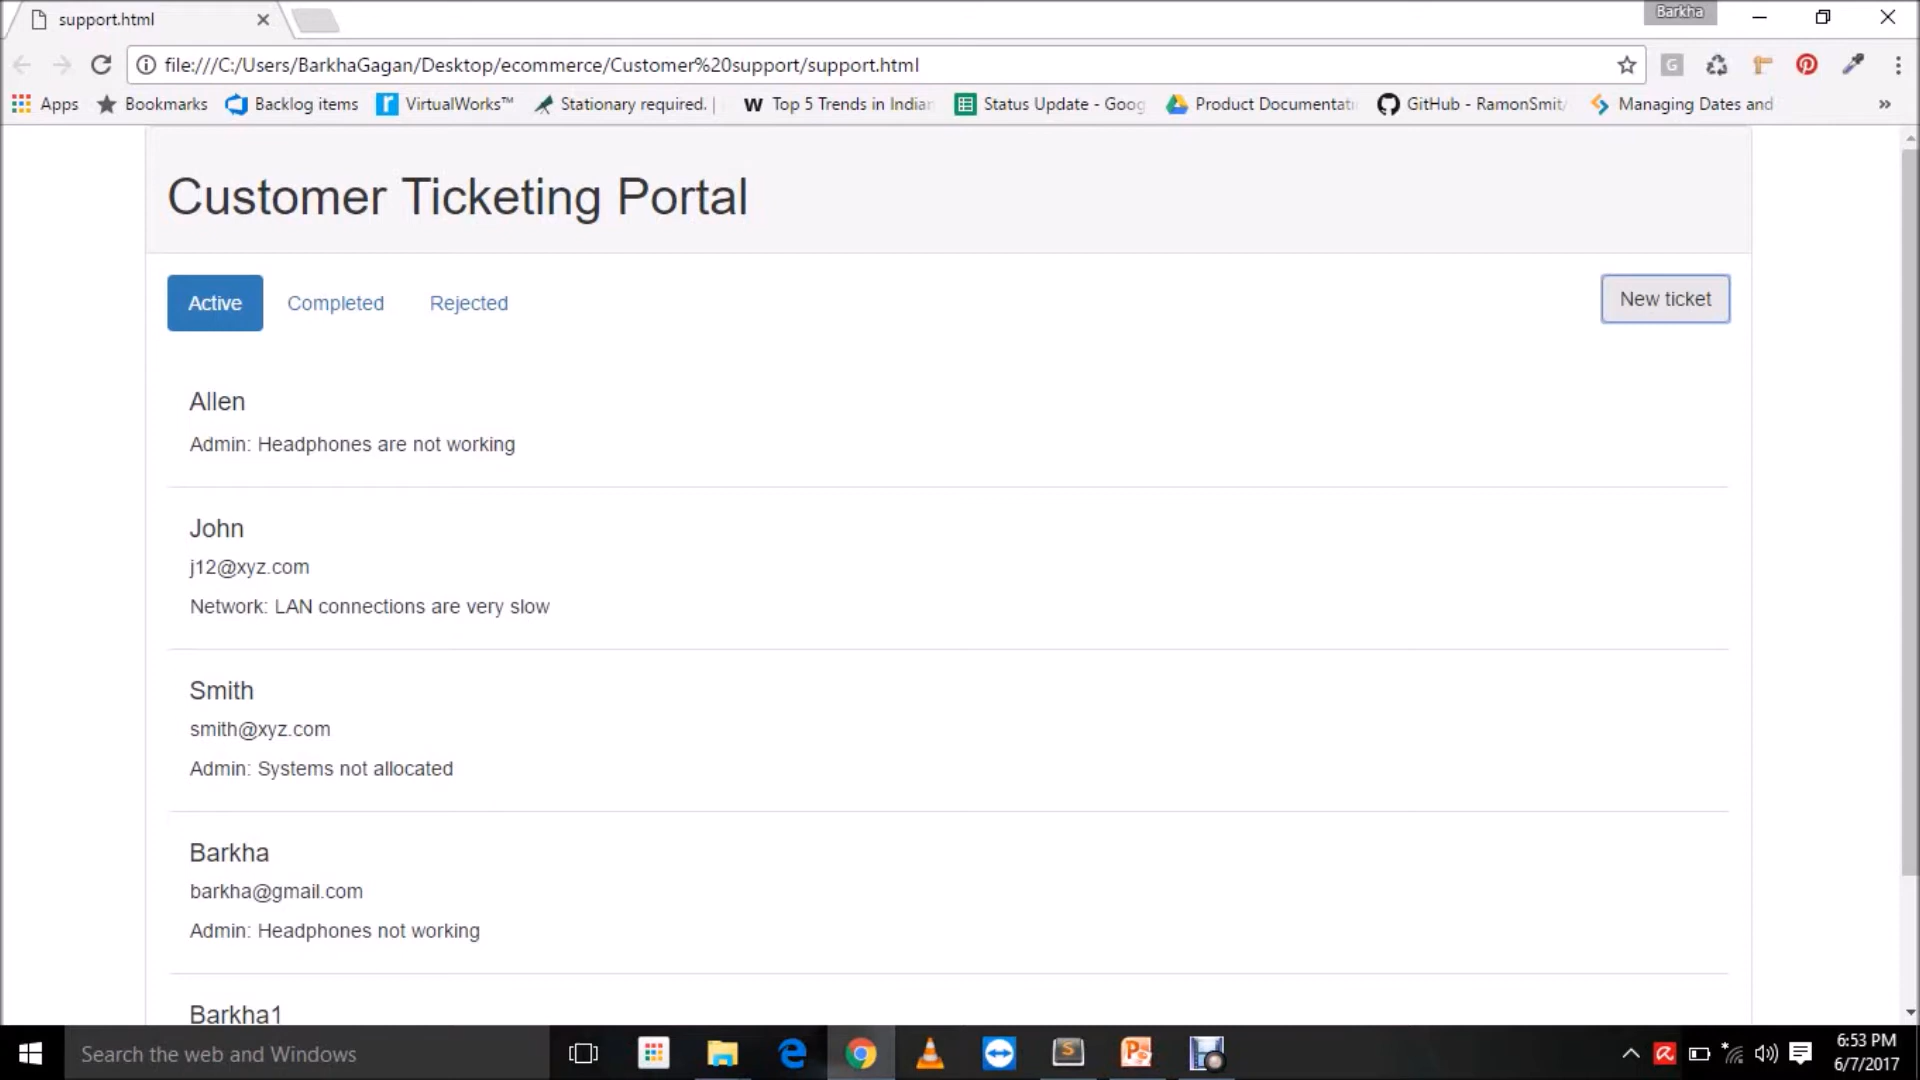 support.html
Barkha
file:///C:/Users/BarkhaGagan/Desktop/ecommerce/Customer%20support/support.html
G
Apps Bookmarks Backlog items VirtualWorks™ Stationary required. | W Top 5 Trends in Indian Status Update - Goog Product Documentati GitHub - RamonSmit/ Managing Dates and »
Customer Ticketing Portal
Active Completed Rejected New ticket
Allen
Admin: Headphones are not working
John
j12@xyz.com
Network: LAN connections are very slow
Smith
smith@xyz.com
Admin: Systems not allocated
Barkha
barkha@gmail.com
Admin: Headphones not working
Barkha1
Search the web and Windows
6:53 PM
6/7/2017